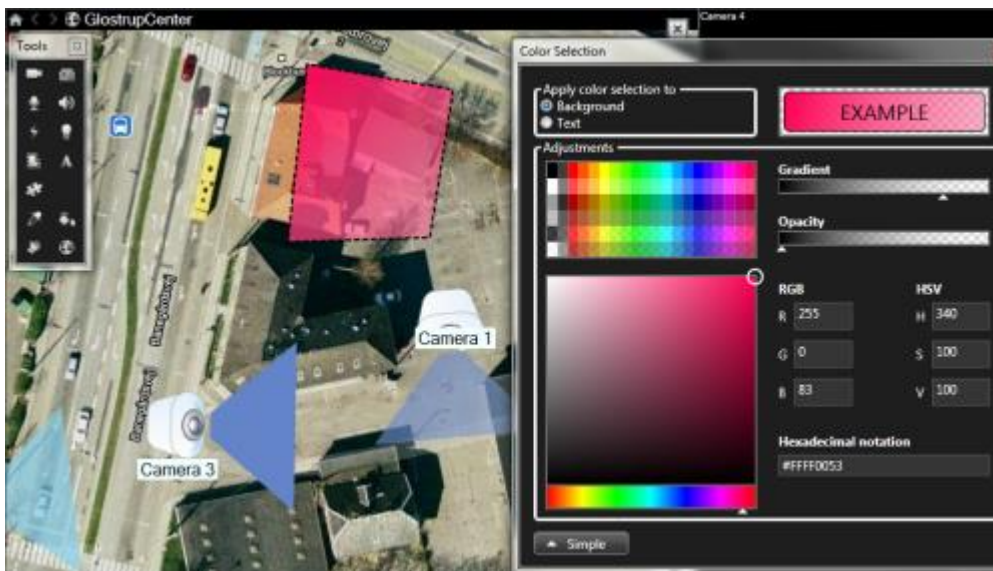 GlostrupCenter
Camera 4
Tools
Color Selection
Apply color selection to
Background
Text
EXAMPLE
Adjustments
Gradient
Opacity
RGB
HSV
R 255
H 340
G 0
S 100
B 83
V 100
Hexadecimal notation
#FFFF0053
Simple
A
Camera 1
Camera 3